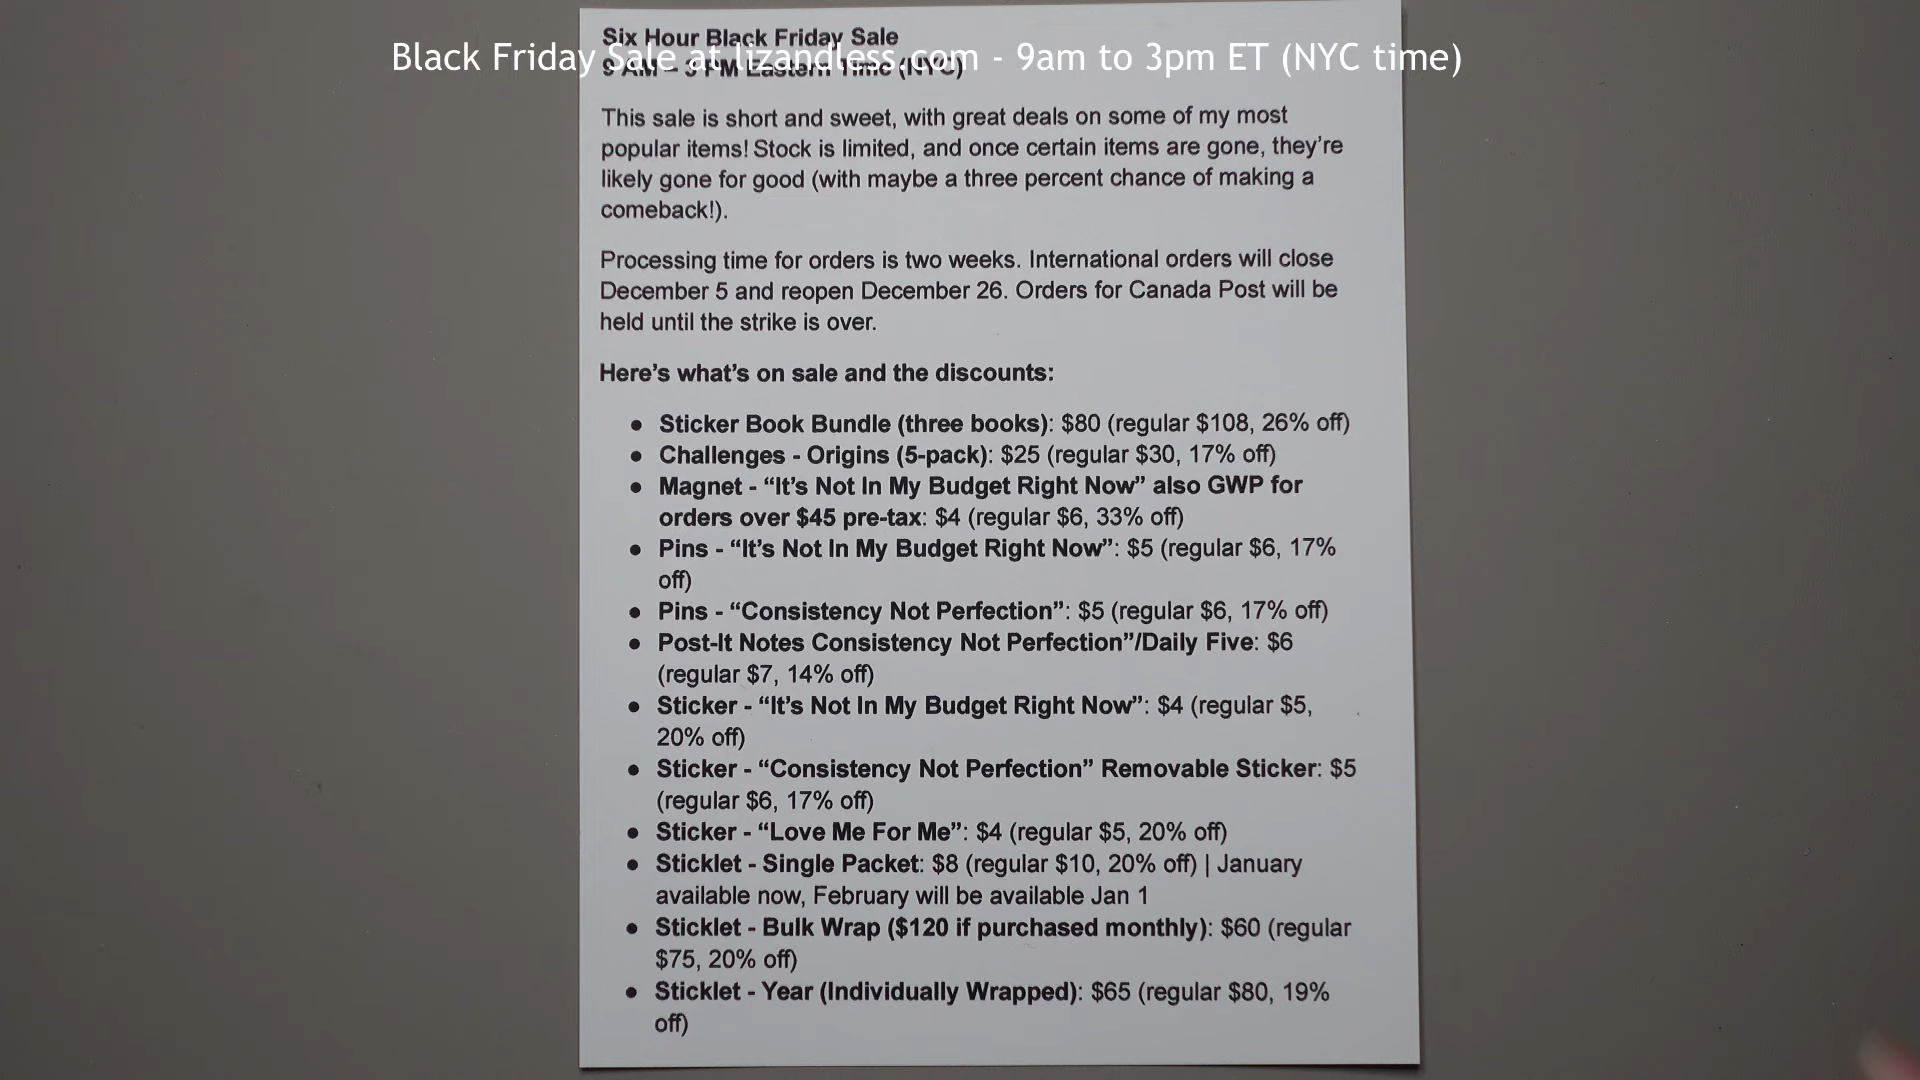 Black Friday Sale at lizandless.com - 9am to 3pm ET (NYC time)
Six Hour Black Friday Sale
9 AM – 3 PM Eastern Time (NYC)
This sale is short and sweet, with great deals on some of my most
popular items! Stock is limited, and once certain items are gone, they’re
likely gone for good (with maybe a three percent chance of making a
comeback!).
Processing time for orders is two weeks. International orders will close
December 5 and reopen December 26. Orders for Canada Post will be
held until the strike is over.
Here’s what’s on sale and the discounts:
● Sticker Book Bundle (three books): $80 (regular $108, 26% off)
● Challenges - Origins (5-pack): $25 (regular $30, 17% off)
● Magnet - “It’s Not In My Budget Right Now” also GWP for
orders over $45 pre-tax: $4 (regular $6, 33% off)
● Pins - “It’s Not In My Budget Right Now”: $5 (regular $6, 17%
off)
● Pins - “Consistency Not Perfection”: $5 (regular $6, 17% off)
● Post-It Notes Consistency Not Perfection”/Daily Five: $6
(regular $7, 14% off)
● Sticker - “It’s Not In My Budget Right Now”: $4 (regular $5,
20% off)
● Sticker - “Consistency Not Perfection” Removable Sticker: $5
(regular $6, 17% off)
● Sticker - “Love Me For Me”: $4 (regular $5, 20% off)
● Sticklet - Single Packet: $8 (regular $10, 20% off) | January
available now, February will be available Jan 1
● Sticklet - Bulk Wrap ($120 if purchased monthly): $60 (regular
$75, 20% off)
● Sticklet - Year (Individually Wrapped): $65 (regular $80, 19%
off)